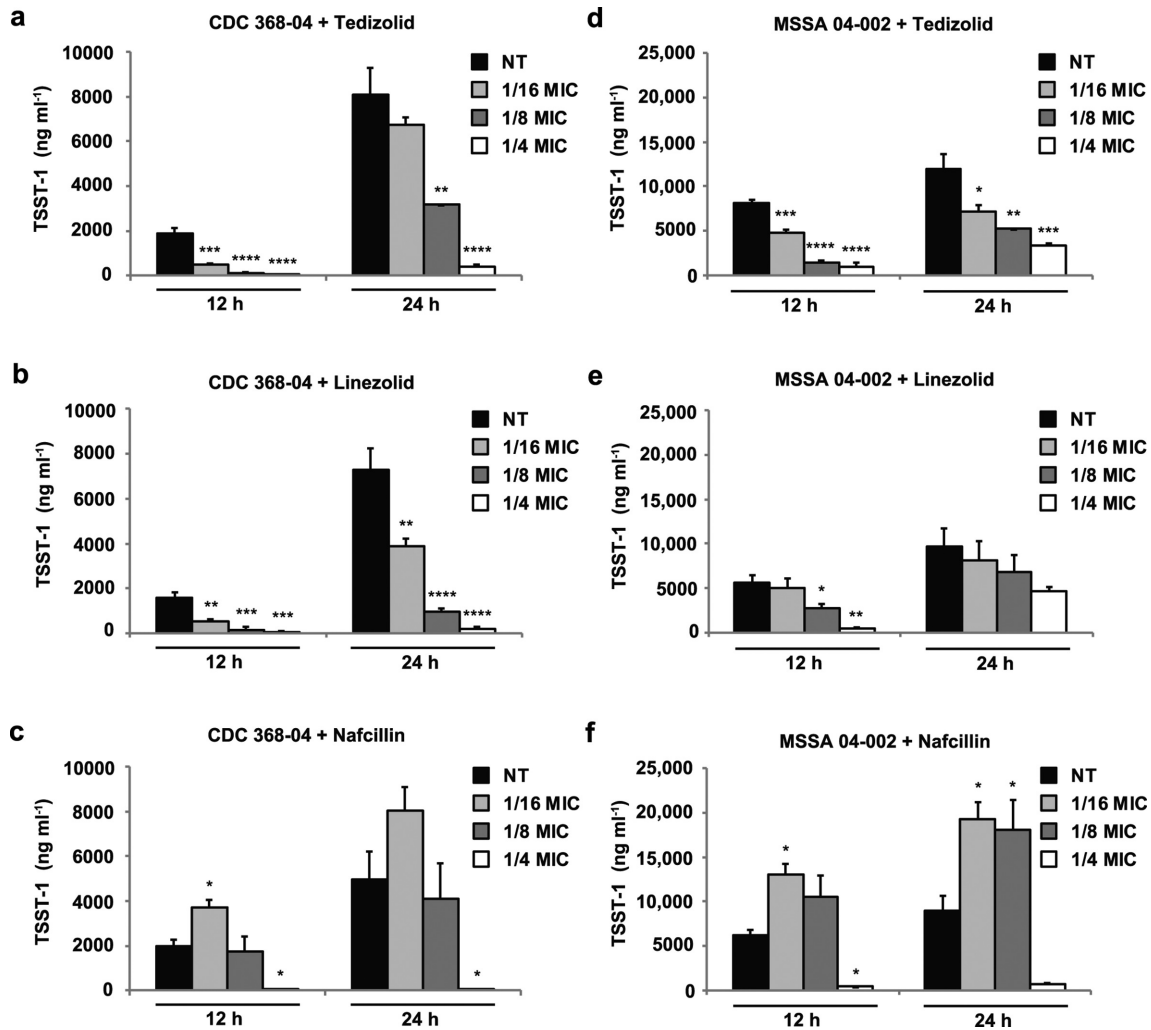 a
CDC 368-04 + Tedizolid
TSST-1 (ng ml-1)
10000
8000
6000
4000
2000
0
NT
1/16 MIC
1/8 MIC
1/4 MIC
*** **** ****
** ****
12 h 24 h
d
MSSA 04-002 + Tedizolid
TSST-1 (ng ml-1)
25,000
20,000
15,000
10,000
5000
0
NT
1/16 MIC
1/8 MIC
1/4 MIC
*** **** ****
* ** ***
12 h 24 h
b
CDC 368-04 + Linezolid
TSST-1 (ng ml-1)
10000
8000
6000
4000
2000
0
NT
1/16 MIC
1/8 MIC
1/4 MIC
** *** ***
** **** ****
12 h 24 h
e
MSSA 04-002 + Linezolid
TSST-1 (ng ml-1)
25,000
20,000
15,000
10,000
5000
0
NT
1/16 MIC
1/8 MIC
1/4 MIC
* **
12 h 24 h
c
CDC 368-04 + Nafcillin
TSST-1 (ng ml-1)
10000
8000
6000
4000
2000
0
NT
1/16 MIC
1/8 MIC
1/4 MIC
* *
*
12 h 24 h
f
MSSA 04-002 + Nafcillin
TSST-1 (ng ml-1)
25,000
20,000
15,000
10,000
5000
0
NT
1/16 MIC
1/8 MIC
1/4 MIC
* *
* *
12 h 24 h